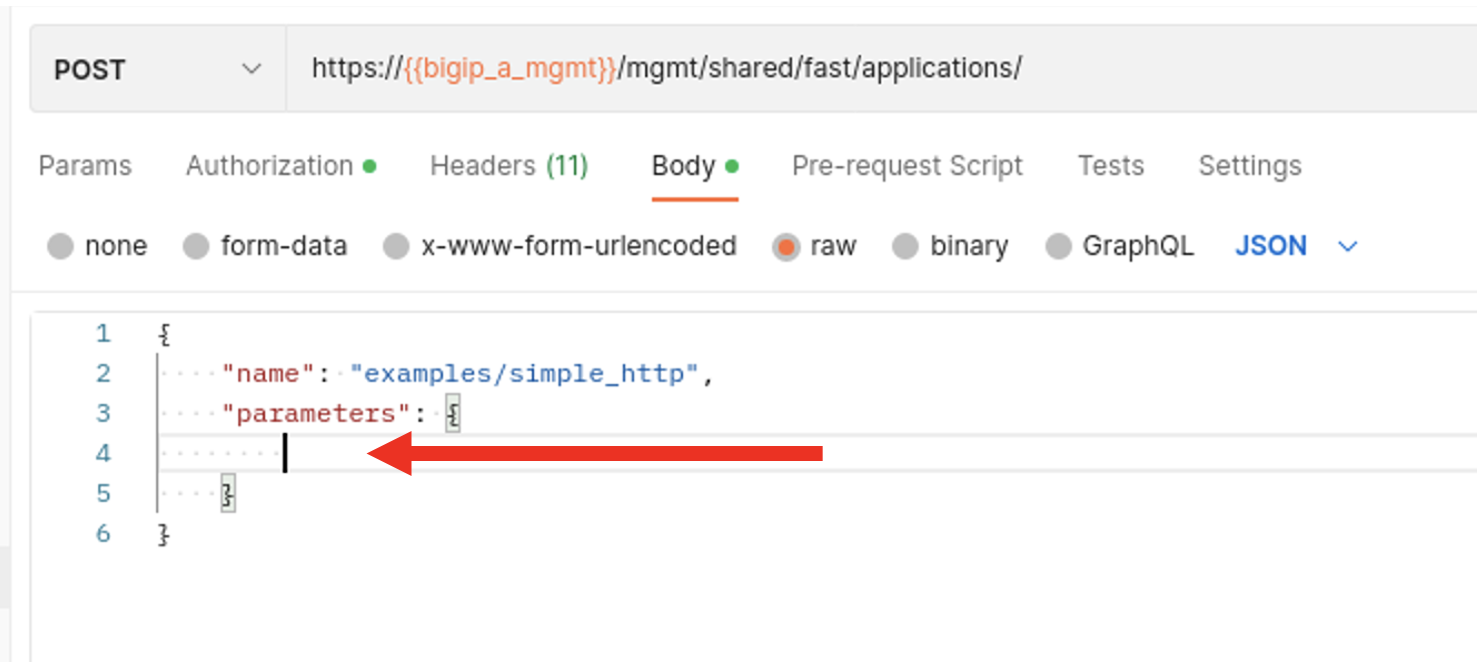 POST https://{{bigip_a_mgmt}}/mgmt/shared/fast/applications/
Params Authorization Headers (11) Body Pre-request Script Tests Settings
none form-data x-www-form-urlencoded raw binary GraphQL JSON
1 {
2 "name": "examples/simple_http",
3 "parameters": {
4
5 }
6 }